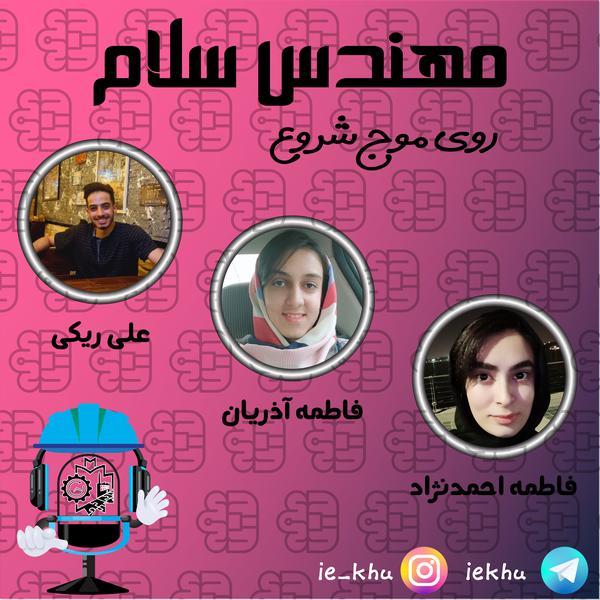 مهندس سلام
روی موج شروع
علی ریکی
فاطمه آذریان
فاطمه احمدنژاد
ie_khu
iekhu